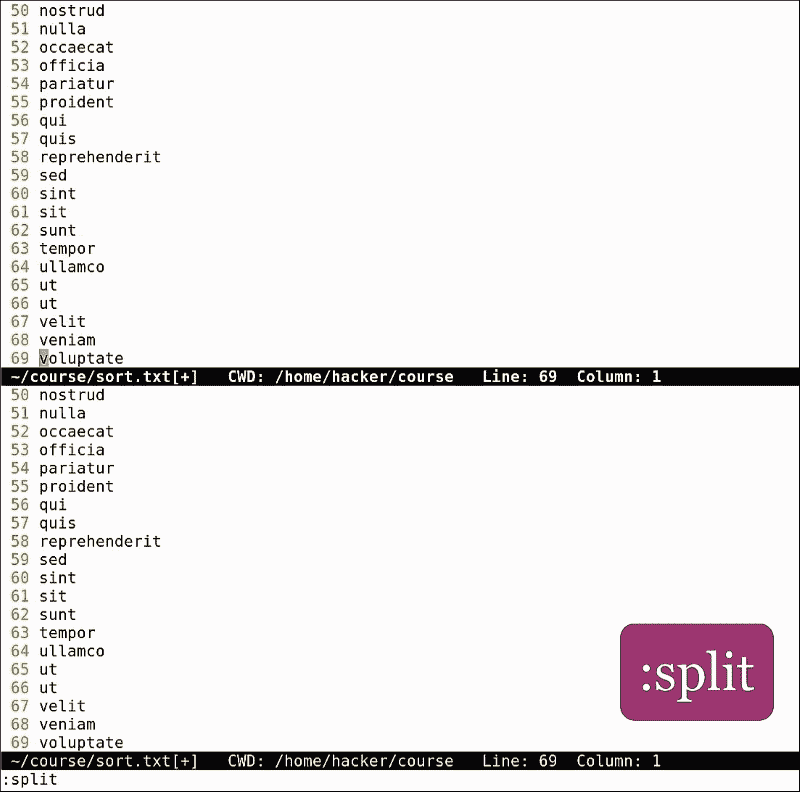 50 nostrud
51 nulla
52 occaecat
53 officia
54 pariatur
55 proident
56 qui
57 quis
58 reprehenderit
59 sed
60 sint
61 sit
62 sunt
63 tempor
64 ullamco
65 ut
66 ut
67 velit
68 veniam
69 voluptate
~/course/sort.txt[+]   CWD: /home/hacker/course   Line: 69  Column: 1
50 nostrud
51 nulla
52 occaecat
53 officia
54 pariatur
55 proident
56 qui
57 quis
58 reprehenderit
59 sed
60 sint
61 sit
62 sunt
63 tempor
64 ullamco
65 ut
66 ut
67 velit
68 veniam
69 voluptate
:split
~/course/sort.txt[+]   CWD: /home/hacker/course   Line: 69  Column: 1
:split